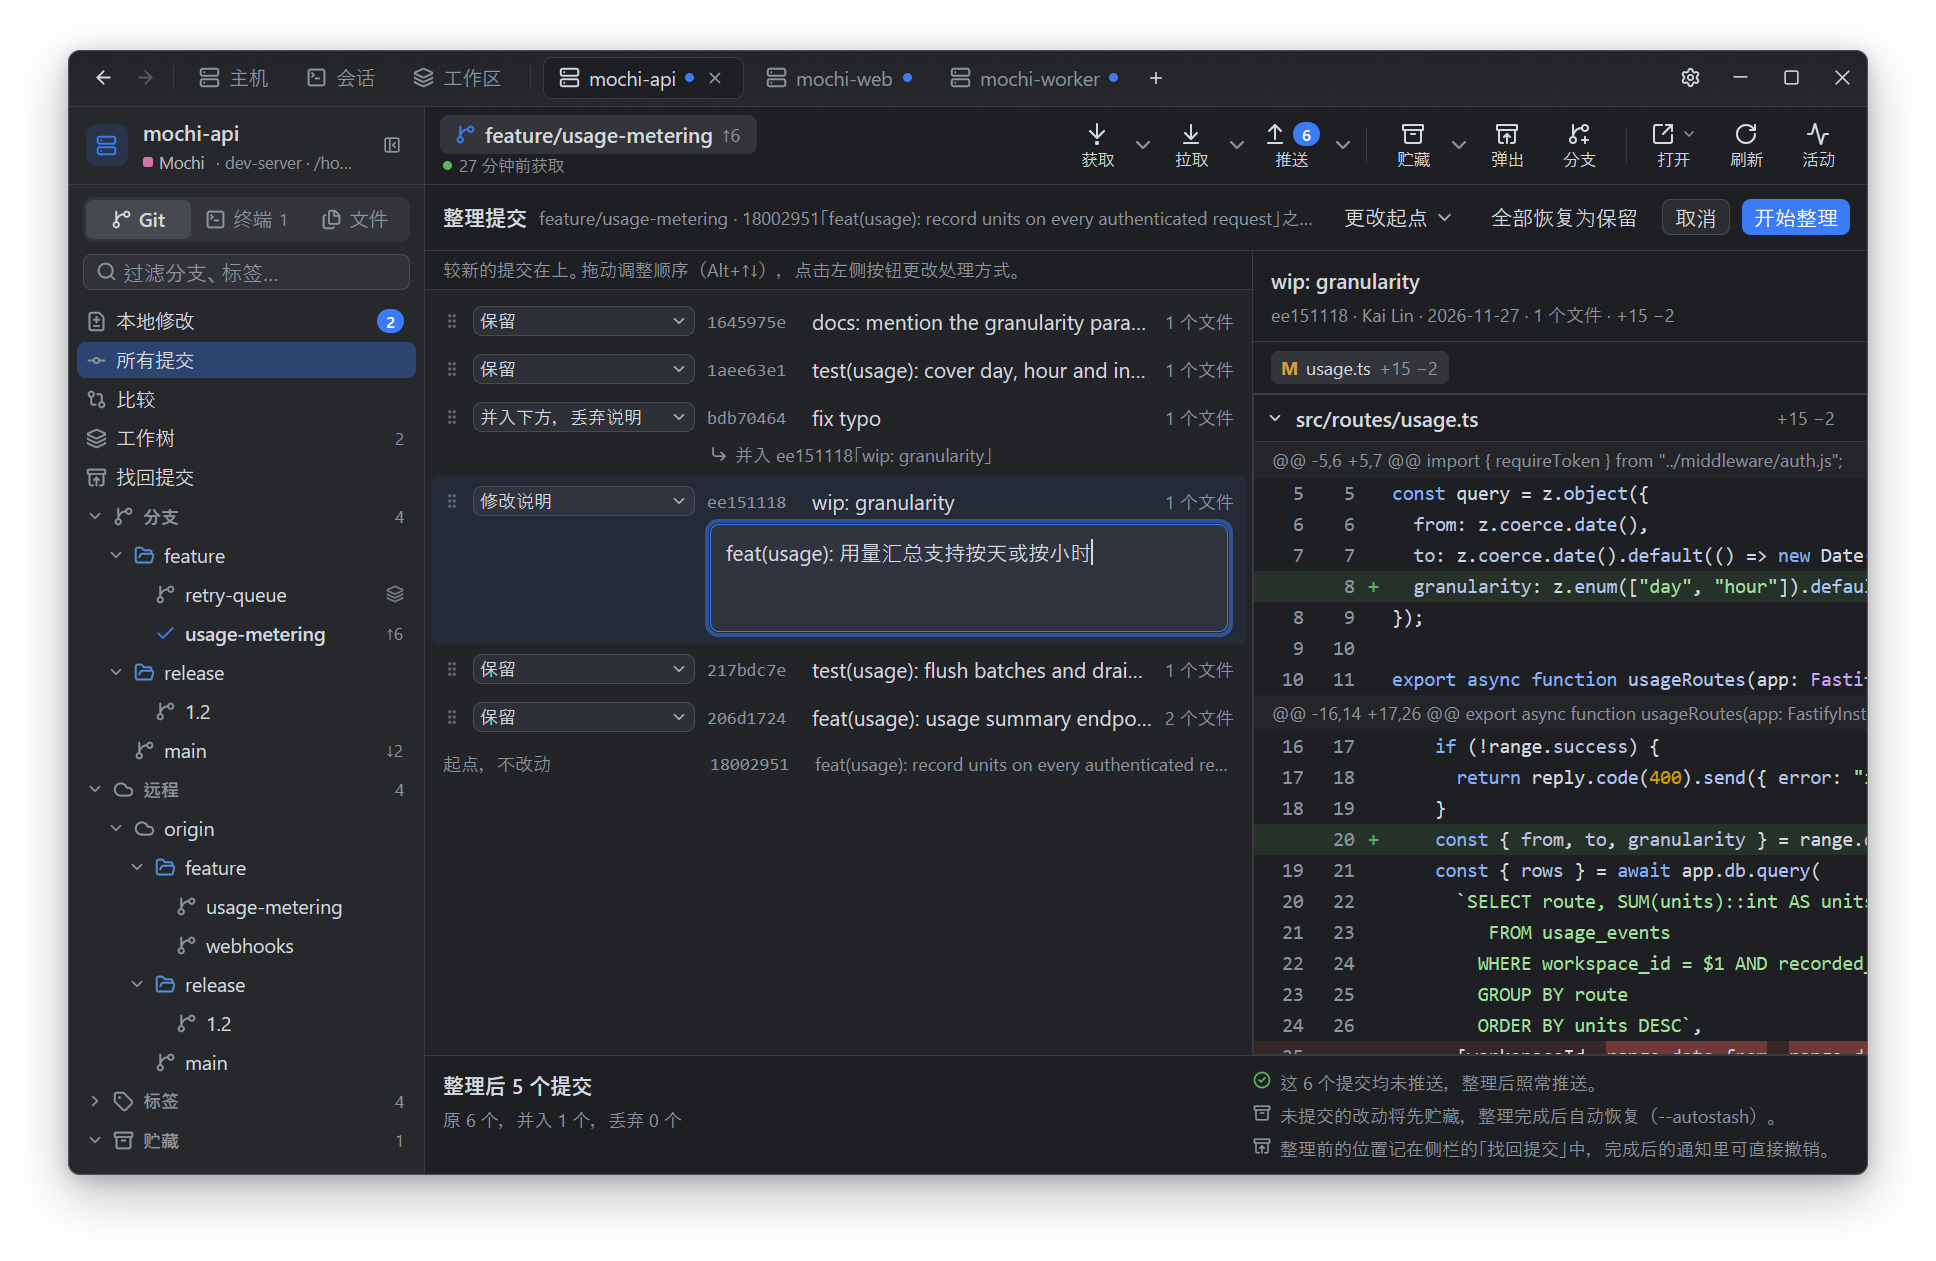 主机
会话
工作区
mochi-api
mochi-web
mochi-worker
mochi-api
Mochi · dev-server · /ho...
feature/usage-metering ↑6
27 分钟前获取
获取
拉取
6
推送
贮藏
弹出
分支
打开
刷新
活动
Git
终端 1
文件
过滤分支、标签...
本地修改 2
所有提交
比较
工作树 2
找回提交
分支 4
feature
retry-queue
usage-metering ↑6
release
1.2
main ↓2
远程 4
origin
feature
usage-metering
webhooks
release
1.2
main
标签 4
贮藏 1
整理提交 feature/usage-metering · 18002951「feat(usage): record units on every authenticated request」之...
更改起点
全部恢复为保留
取消
开始整理
较新的提交在上。拖动调整顺序（Alt+↑↓），点击左侧按钮更改处理方式。
保留 1645975e docs: mention the granularity para... 1 个文件
保留 1aee63e1 test(usage): cover day, hour and in... 1 个文件
并入下方，丢弃说明 bdb70464 fix typo 1 个文件
并入 ee151118「wip: granularity」
修改说明 ee151118 wip: granularity 1 个文件
feat(usage): 用量汇总支持按天或按小时
保留 217bdc7e test(usage): flush batches and drai... 1 个文件
保留 206d1724 feat(usage): usage summary endpo... 2 个文件
起点，不改动 18002951 feat(usage): record units on every authenticated re...
整理后 5 个提交
原 6 个，并入 1 个，丢弃 0 个
wip: granularity
ee151118 · Kai Lin · 2026-11-27 · 1 个文件 · +15 −2
M usage.ts +15 −2
src/routes/usage.ts +15 −2
@@ -5,6 +5,7 @@ import { requireToken } from "../middleware/auth.js";
5 5 const query = z.object({
6 6 from: z.coerce.date(),
7 7 to: z.coerce.date().default(() => new Date
8 + granularity: z.enum(["day", "hour"]).defau
8 9 });
9 10
10 11 export async function usageRoutes(app: Fasti
@@ -16,14 +17,26 @@ export async function usageRoutes(app: FastifyInst
16 17 if (!range.success) {
17 18 return reply.code(400).send({ error: "
18 19 }
20 + const { from, to, granularity } = range.
19 21 const { rows } = await app.db.query(
20 22 `SELECT route, SUM(units)::int AS units
21 23 FROM usage_events
22 24 WHERE workspace_id = $1 AND recorded_
23 25 GROUP BY route
24 26 ORDER BY units DESC`,
这 6 个提交均未推送，整理后照常推送。
未提交的改动将先贮藏，整理完成后自动恢复（--autostash）。
整理前的位置记在侧栏的「找回提交」中，完成后的通知里可直接撤销。